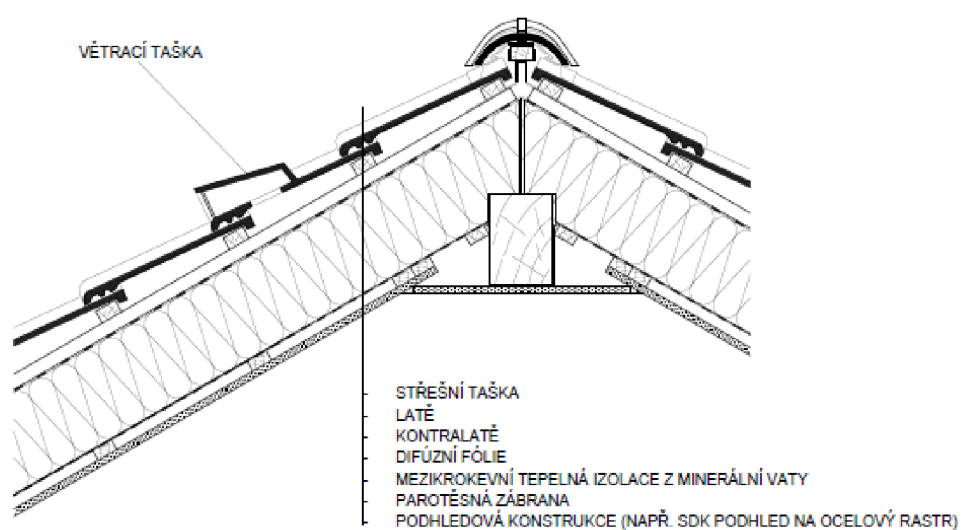 VĚTRACÍ TAŠKA
STŘEŠNÍ TAŠKA
LATĚ
KONTRALATĚ
DIFÚZNÍ FÓLIE
MEZIKROKEVNÍ TEPELNÁ IZOLACE Z MINERÁLNÍ VATY
PAROTĚSNÁ ZÁBRANA
PODHLEDOVÁ KONSTRUKCE (NAPŘ. SDK PODHLED NA OCELOVÝ RASTR)